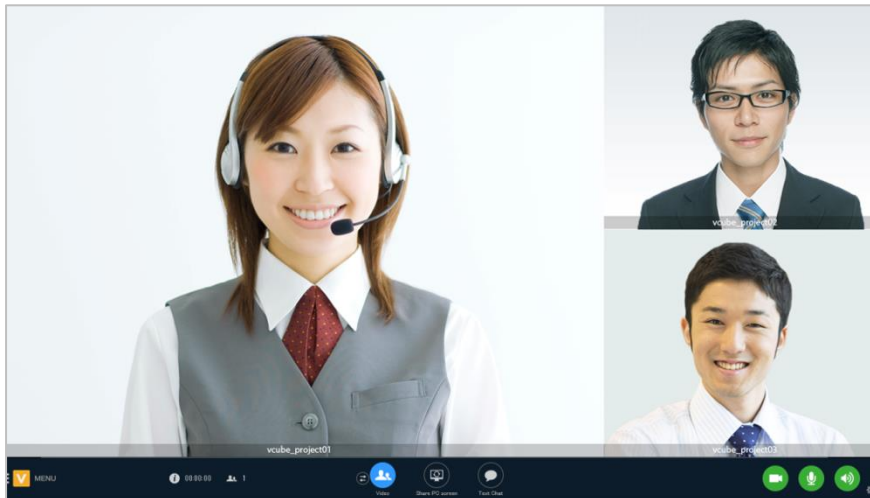 vcube_project02
vcube_project01
vcube_project03
V MENU
00:00:00
1
Video
Share PC screen
Text Chat